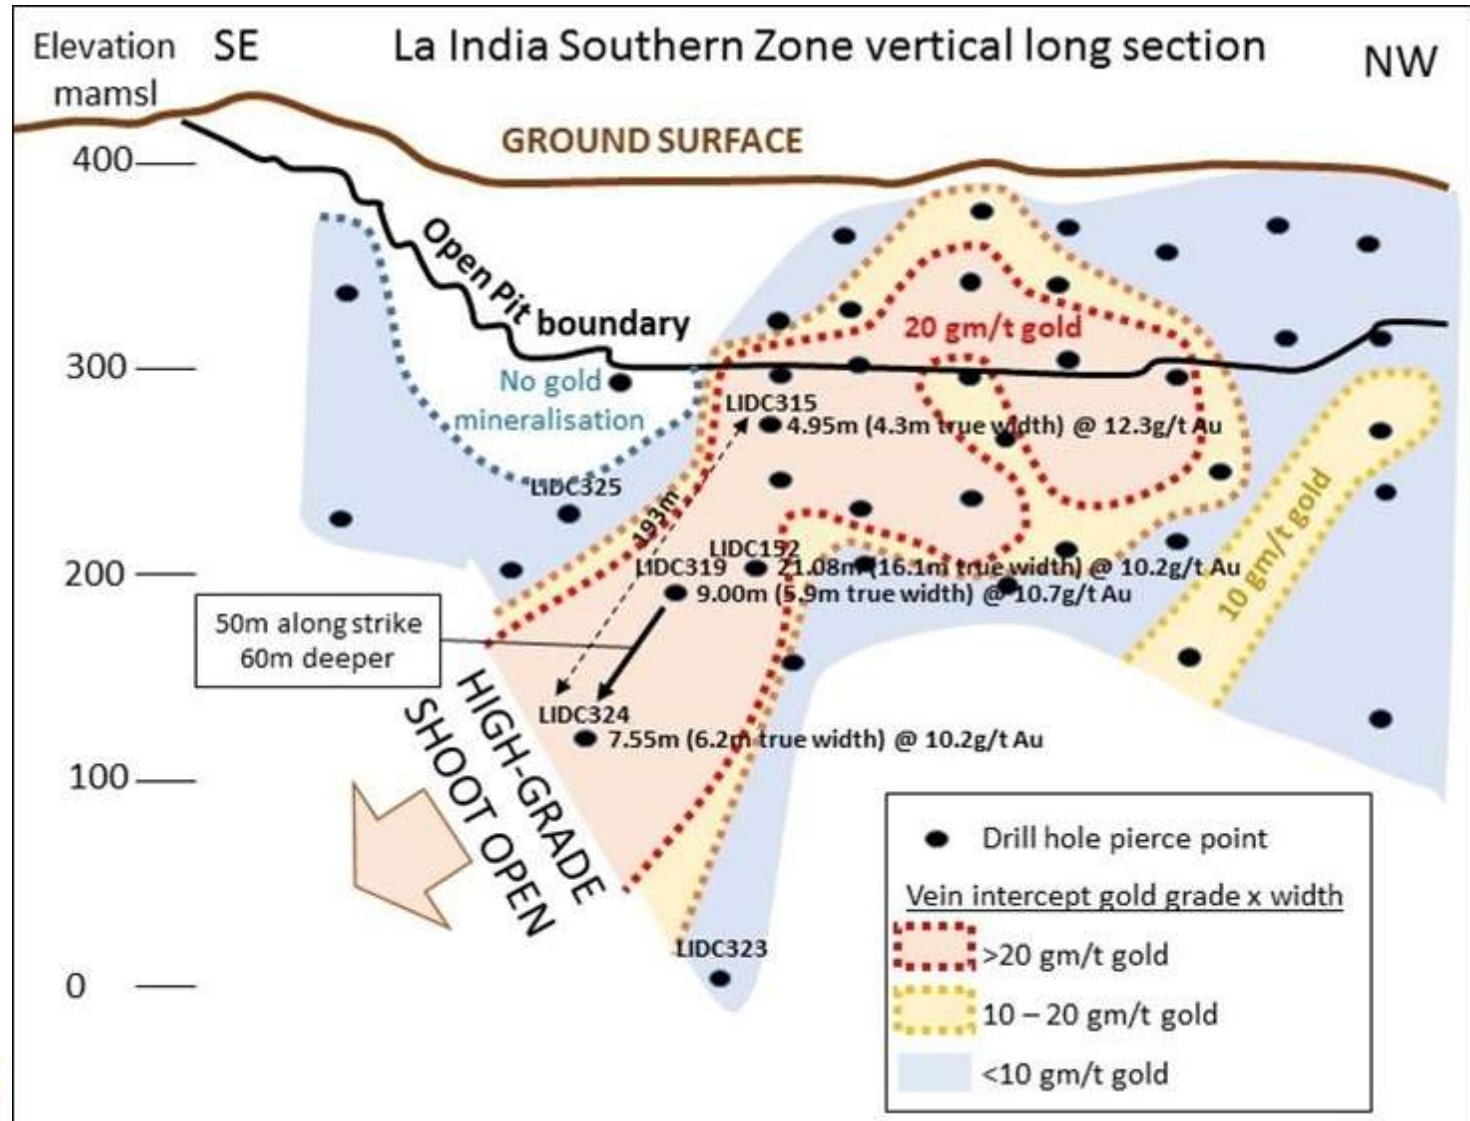 Elevation
mamsl
SE
La India Southern Zone vertical long section
NW
GROUND SURFACE
400
Open Pit boundary
20 gm/t gold
300
No gold
mineralisation
LIDC315
4.95m (4.3m true width) @ 12.3g/t Au
LIDC325
193m
10 gm/t gold
LIDC152
21.08m (16.1m true width) @ 10.2g/t Au
200
LIDC319
9.00m (5.9m true width) @ 10.7g/t Au
50m along strike
60m deeper
LIDC324
7.55m (6.2m true width) @ 10.2g/t Au
HIGH-GRADE
SHOOT OPEN
100
LIDC323
0
Drill hole pierce point
Vein intercept gold grade x width
>20 gm/t gold
10 – 20 gm/t gold
<10 gm/t gold